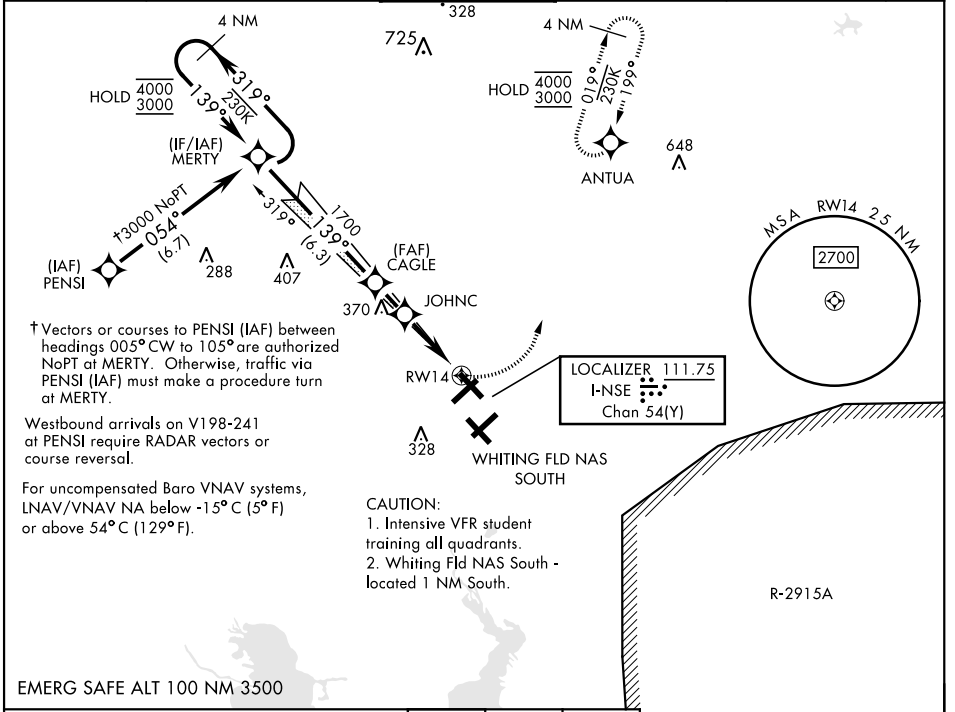 328
4 NM
725
4 NM
HOLD 4000
3000
319°
230K
139°
HOLD 4000
3000
019°
230K
199°
(IF/IAF)
MERTY
ANTUA
648
†3000 NoPT
054°
(6.7)
319°
1700
139°
(6.3)
MSA RW14 25 NM
2700
(IAF)
PENSI
288
407
(FAF)
CAGLE
370
JOHNC
† Vectors or courses to PENSI (IAF) between
headings 005° CW to 105° are authorized
NoPT at MERTY. Otherwise, traffic via
PENSI (IAF) must make a procedure turn
at MERTY.
RW14
LOCALIZER 111.75
I-NSE
Chan 54(Y)
Westbound arrivals on V198-241
at PENSI require RADAR vectors or
course reversal.
328
WHITING FLD NAS
SOUTH
For uncompensated Baro VNAV systems,
LNAV/VNAV NA below -15° C (5° F)
or above 54° C (129° F).
CAUTION:
1. Intensive VFR student
training all quadrants.
2. Whiting Fld NAS South -
located 1 NM South.
R-2915A
EMERG SAFE ALT 100 NM 3500